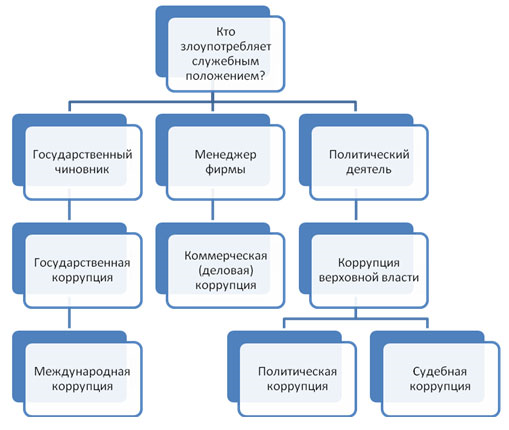 Кто
злоупотребляет
служебным
положением?
Государственный
чиновник
Менеджер
фирмы
Политический
деятель
Государственная
коррупция
Коммерческая
(деловая)
коррупция
Коррупция
верховной власти
Международная
коррупция
Политическая
коррупция
Судебная
коррупция